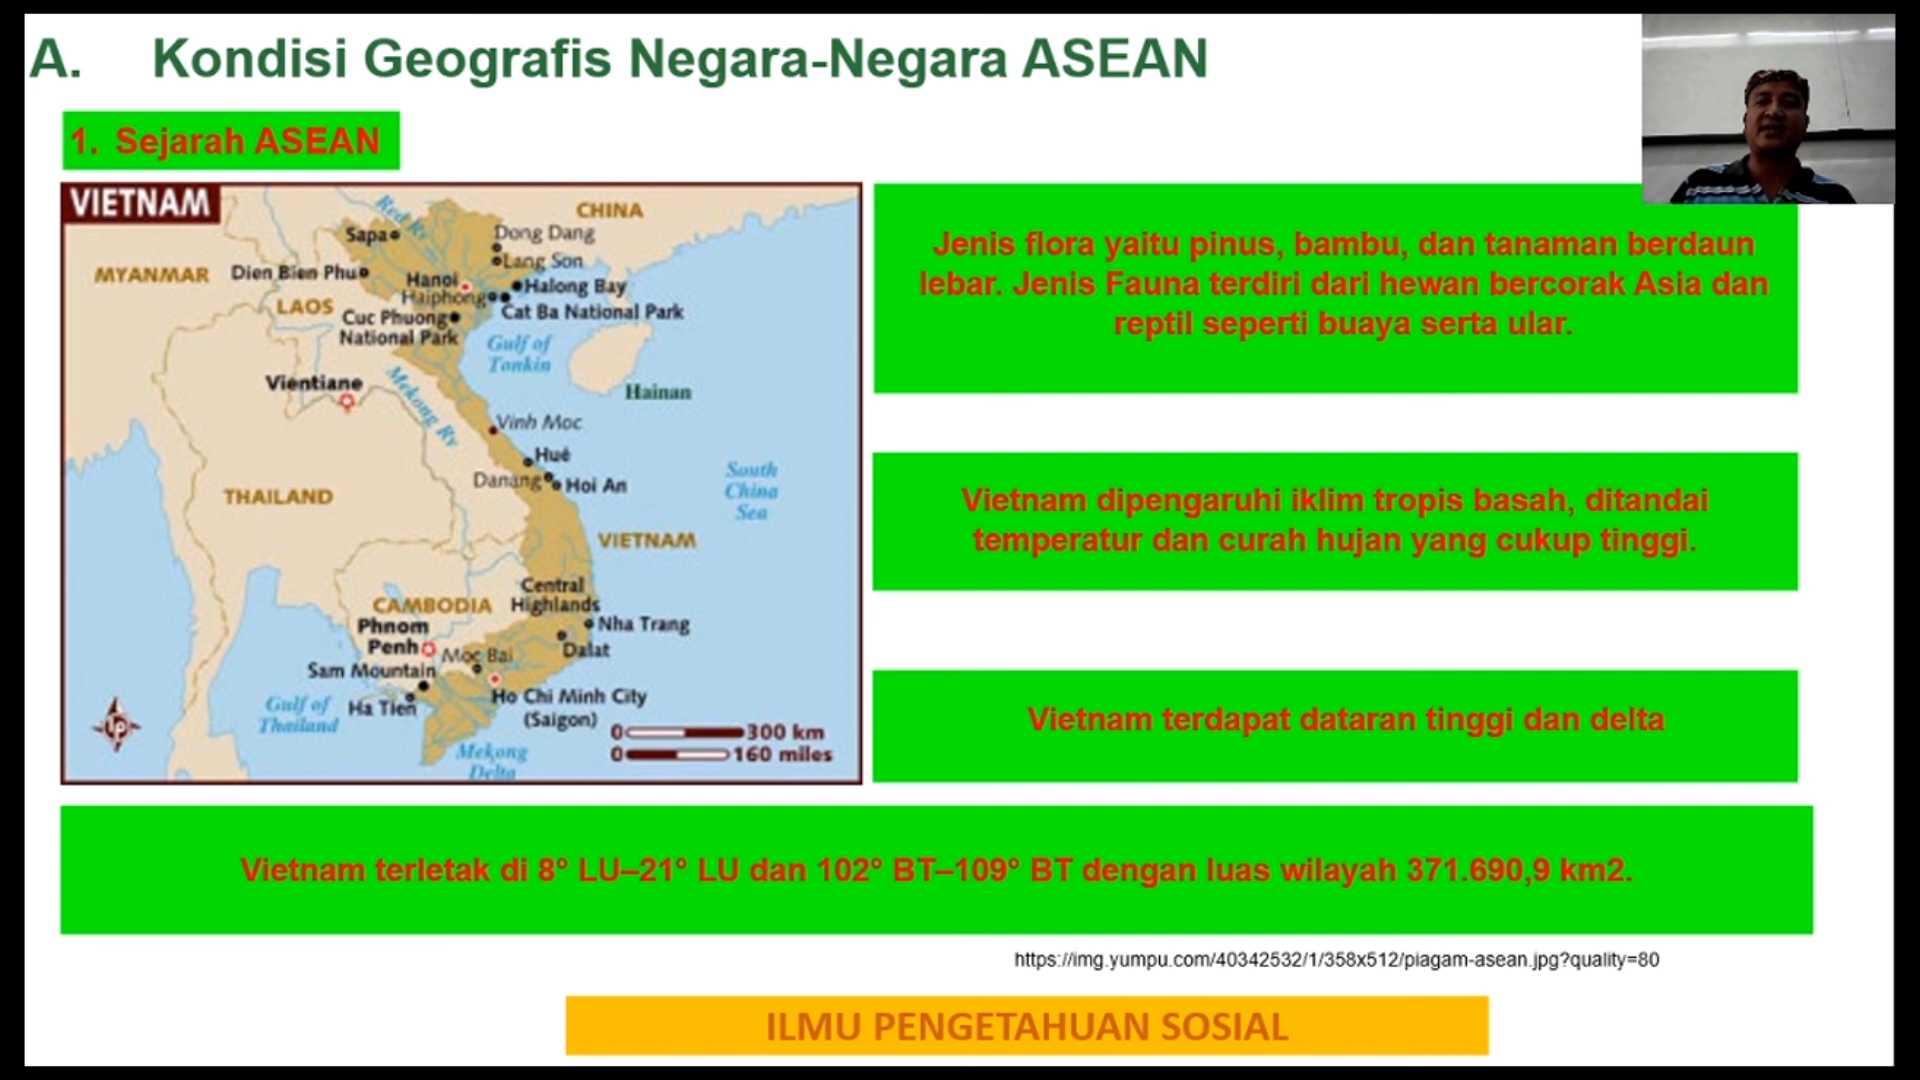 A. Kondisi Geografis Negara-Negara ASEAN
1. Sejarah ASEAN
VIETNAM
CHINA
Red Rv
Sapa
Dong Dang
Lang Son
MYANMAR
Dien Bien Phu
Hanoi
Halong Bay
Haiphong
LAOS
Cat Ba National Park
Cuc Phuong
National Park
Gulf of
Tonkin
Vientiane
Mekong Rv
Hainan
Vinh Moc
Hué
Danang
Hoi An
South
China
Sea
THAILAND
VIETNAM
Central
Highlands
CAMBODIA
Phnom
Penh
Nha Trang
Moc Bai
Dalat
Sam Mountain
Ho Chi Minh City
(Saigon)
Gulf of
Thailand
Ha Tien
lp
0 300 km
0 160 miles
Mekong
Delta
Jenis flora yaitu pinus, bambu, dan tanaman berdaun
lebar. Jenis Fauna terdiri dari hewan bercorak Asia dan
reptil seperti buaya serta ular.
Vietnam dipengaruhi iklim tropis basah, ditandai
temperatur dan curah hujan yang cukup tinggi.
Vietnam terdapat dataran tinggi dan delta
Vietnam terletak di 8° LU–21° LU dan 102° BT–109° BT dengan luas wilayah 371.690,9 km2.
https://img.yumpu.com/40342532/1/358x512/piagam-asean.jpg?quality=80
ILMU PENGETAHUAN SOSIAL